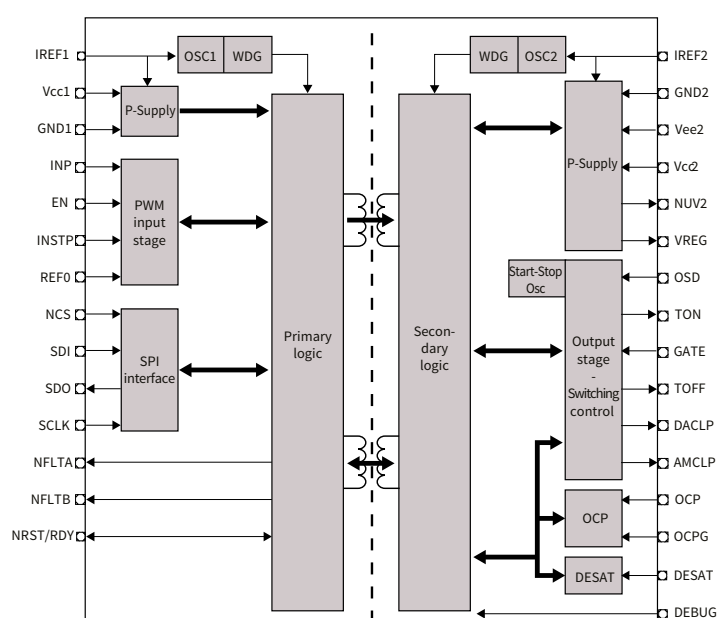 IREF1
Vcc1
GND1
INP
EN
INSTP
REF0
NCS
SDI
SDO
SCLK
NFLTA
NFLTB
NRST/RDY
OSC1
WDG
P-Supply
PWM
input
stage
SPI
interface
Primary
logic
WDG
OSC2
Secon-
dary
logic
P-Supply
Start-Stop
Osc
Output
stage
-
Switching
control
OCP
DESAT
IREF2
GND2
Vee2
Vcc2
NUV2
VREG
OSD
TON
GATE
TOFF
DACLP
AMCLP
OCP
OCPG
DESAT
DEBUG